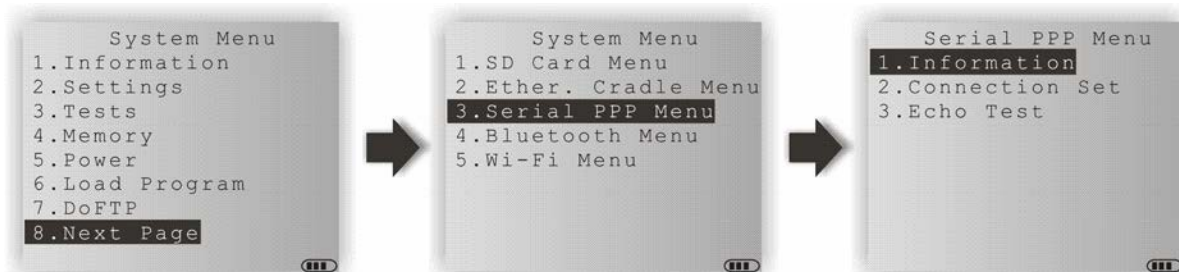 System Menu
1.Information
2.Settings
3.Tests
4.Memory
5.Power
6.Load Program
7.DoFTP
8.Next Page
System Menu
1.SD Card Menu
2.Ether. Cradle Menu
3.Serial PPP Menu
4.Bluetooth Menu
5.Wi-Fi Menu
Serial PPP Menu
1.Information
2.Connection Set
3.Echo Test